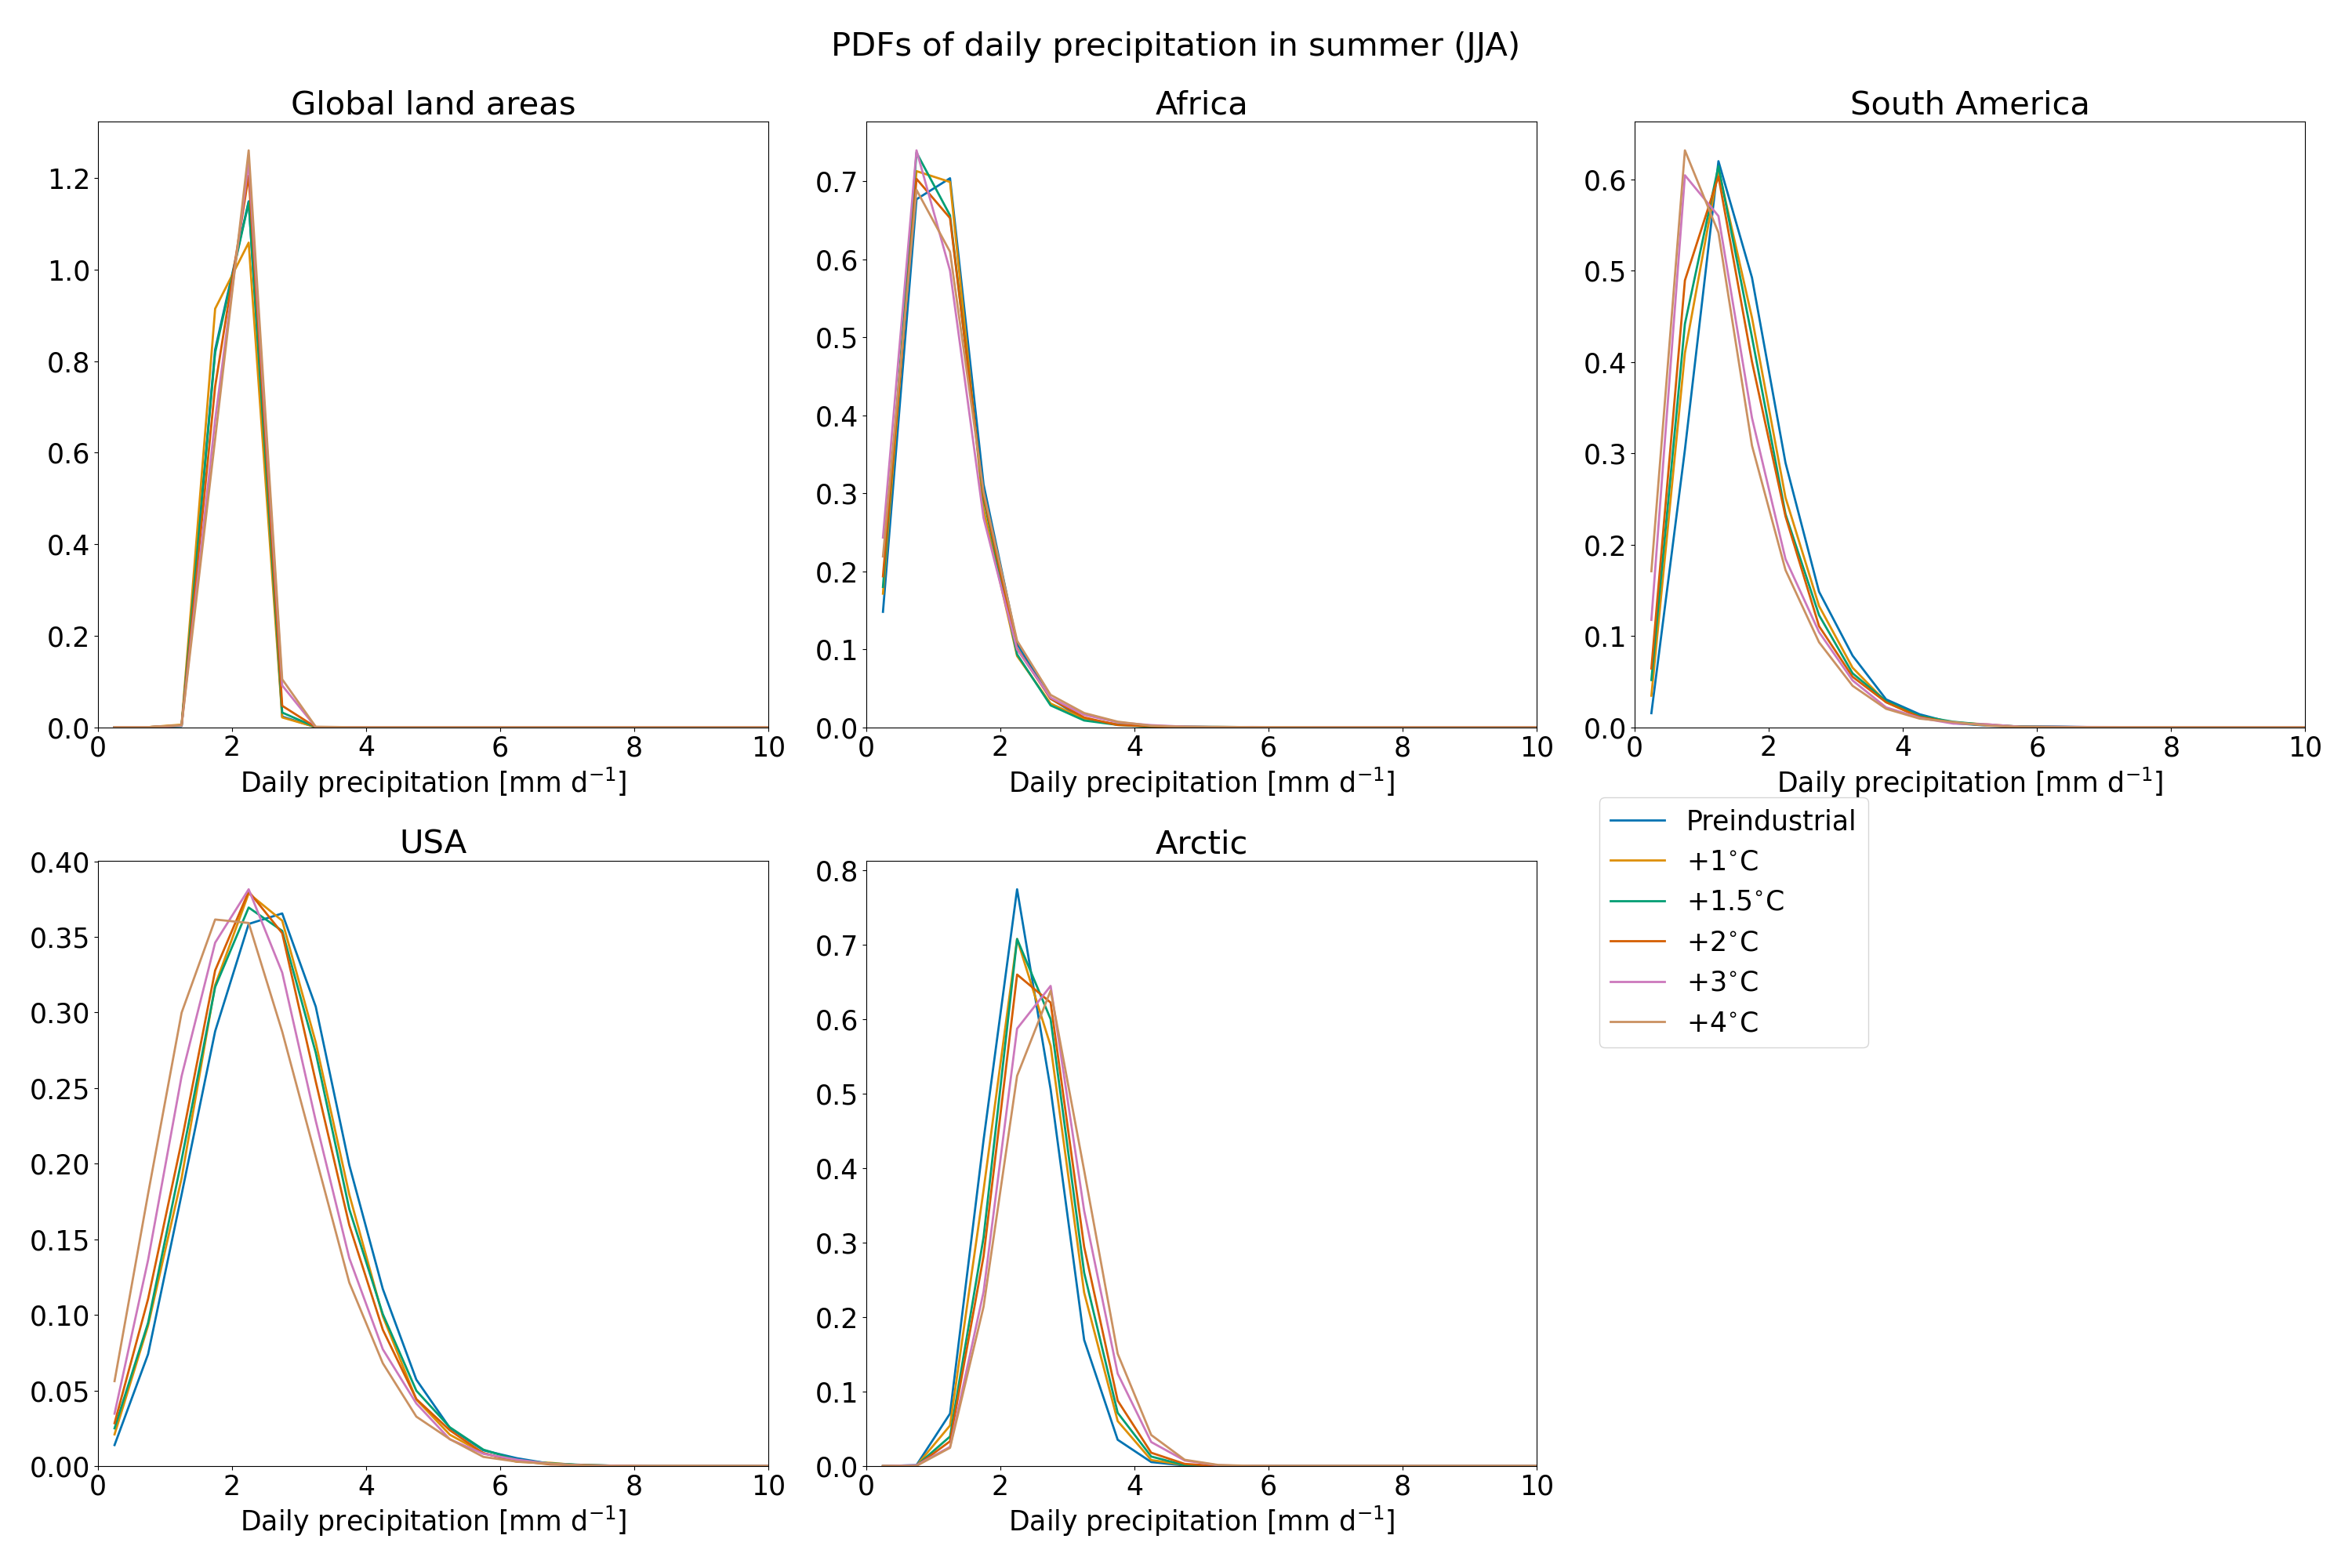 PDFs of daily precipitation in summer (JJA)
Global land areas
1.2
1.0
0.8
0.6
0.4
0.2
0.0
0 2 4 6 8 10
Daily precipitation [mm d⁻¹]
Africa
0.7
0.6
0.5
0.4
0.3
0.2
0.1
0.0
0 2 4 6 8 10
Daily precipitation [mm d⁻¹]
South America
0.6
0.5
0.4
0.3
0.2
0.1
0.0
0 2 4 6 8 10
Daily precipitation [mm d⁻¹]
USA
0.40
0.35
0.30
0.25
0.20
0.15
0.10
0.05
0.00
0 2 4 6 8 10
Daily precipitation [mm d⁻¹]
Arctic
0.8
0.7
0.6
0.5
0.4
0.3
0.2
0.1
0.0
0 2 4 6 8 10
Daily precipitation [mm d⁻¹]
Preindustrial
+1°C
+1.5°C
+2°C
+3°C
+4°C